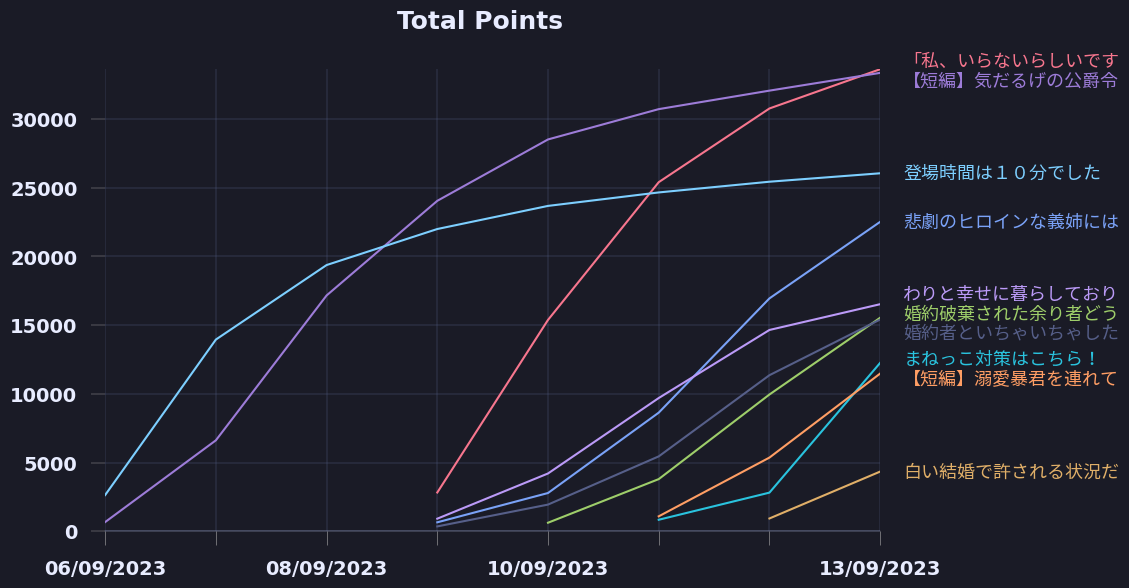 Total Points
「私、いらないらしいです
【短編】気だるげの公爵令
30000
登場時間は１０分でした
25000
悲劇のヒロインな義姉には
20000
わりと幸せに暮らしており
婚約破棄された余り者どう
15000
婚約者といちゃいちゃした
まねっこ対策はこちら！
【短編】溺愛暴君を連れて
10000
5000
白い結婚で許される状況だ
0
06/09/2023
08/09/2023
10/09/2023
13/09/2023